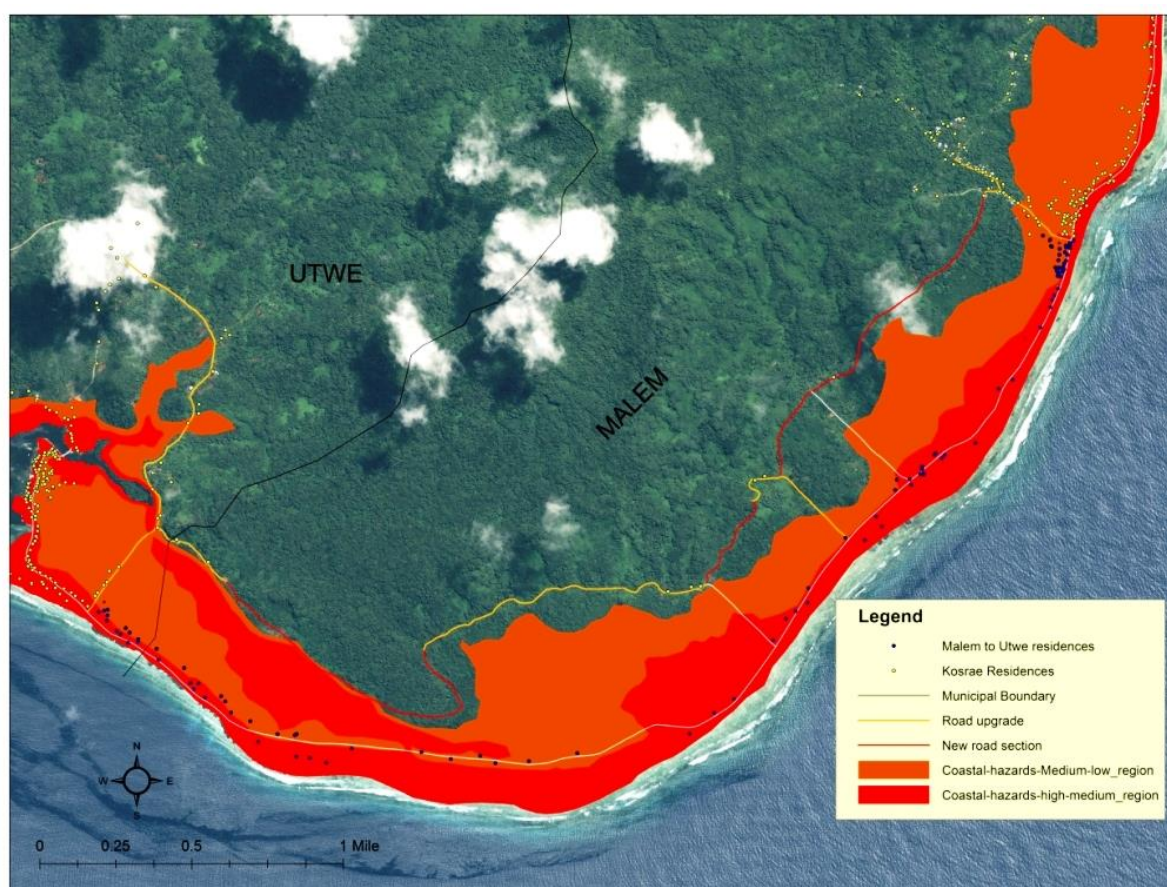 UTWE
MALEM
Legend
Malem to Utwe residences
Kosrae Residences
Municipal Boundary
Road upgrade
New road section
Coastal-hazards-Medium-low_region
Coastal-hazards-high-medium_region
N
W E
S
0 0.25 0.5 1 Mile